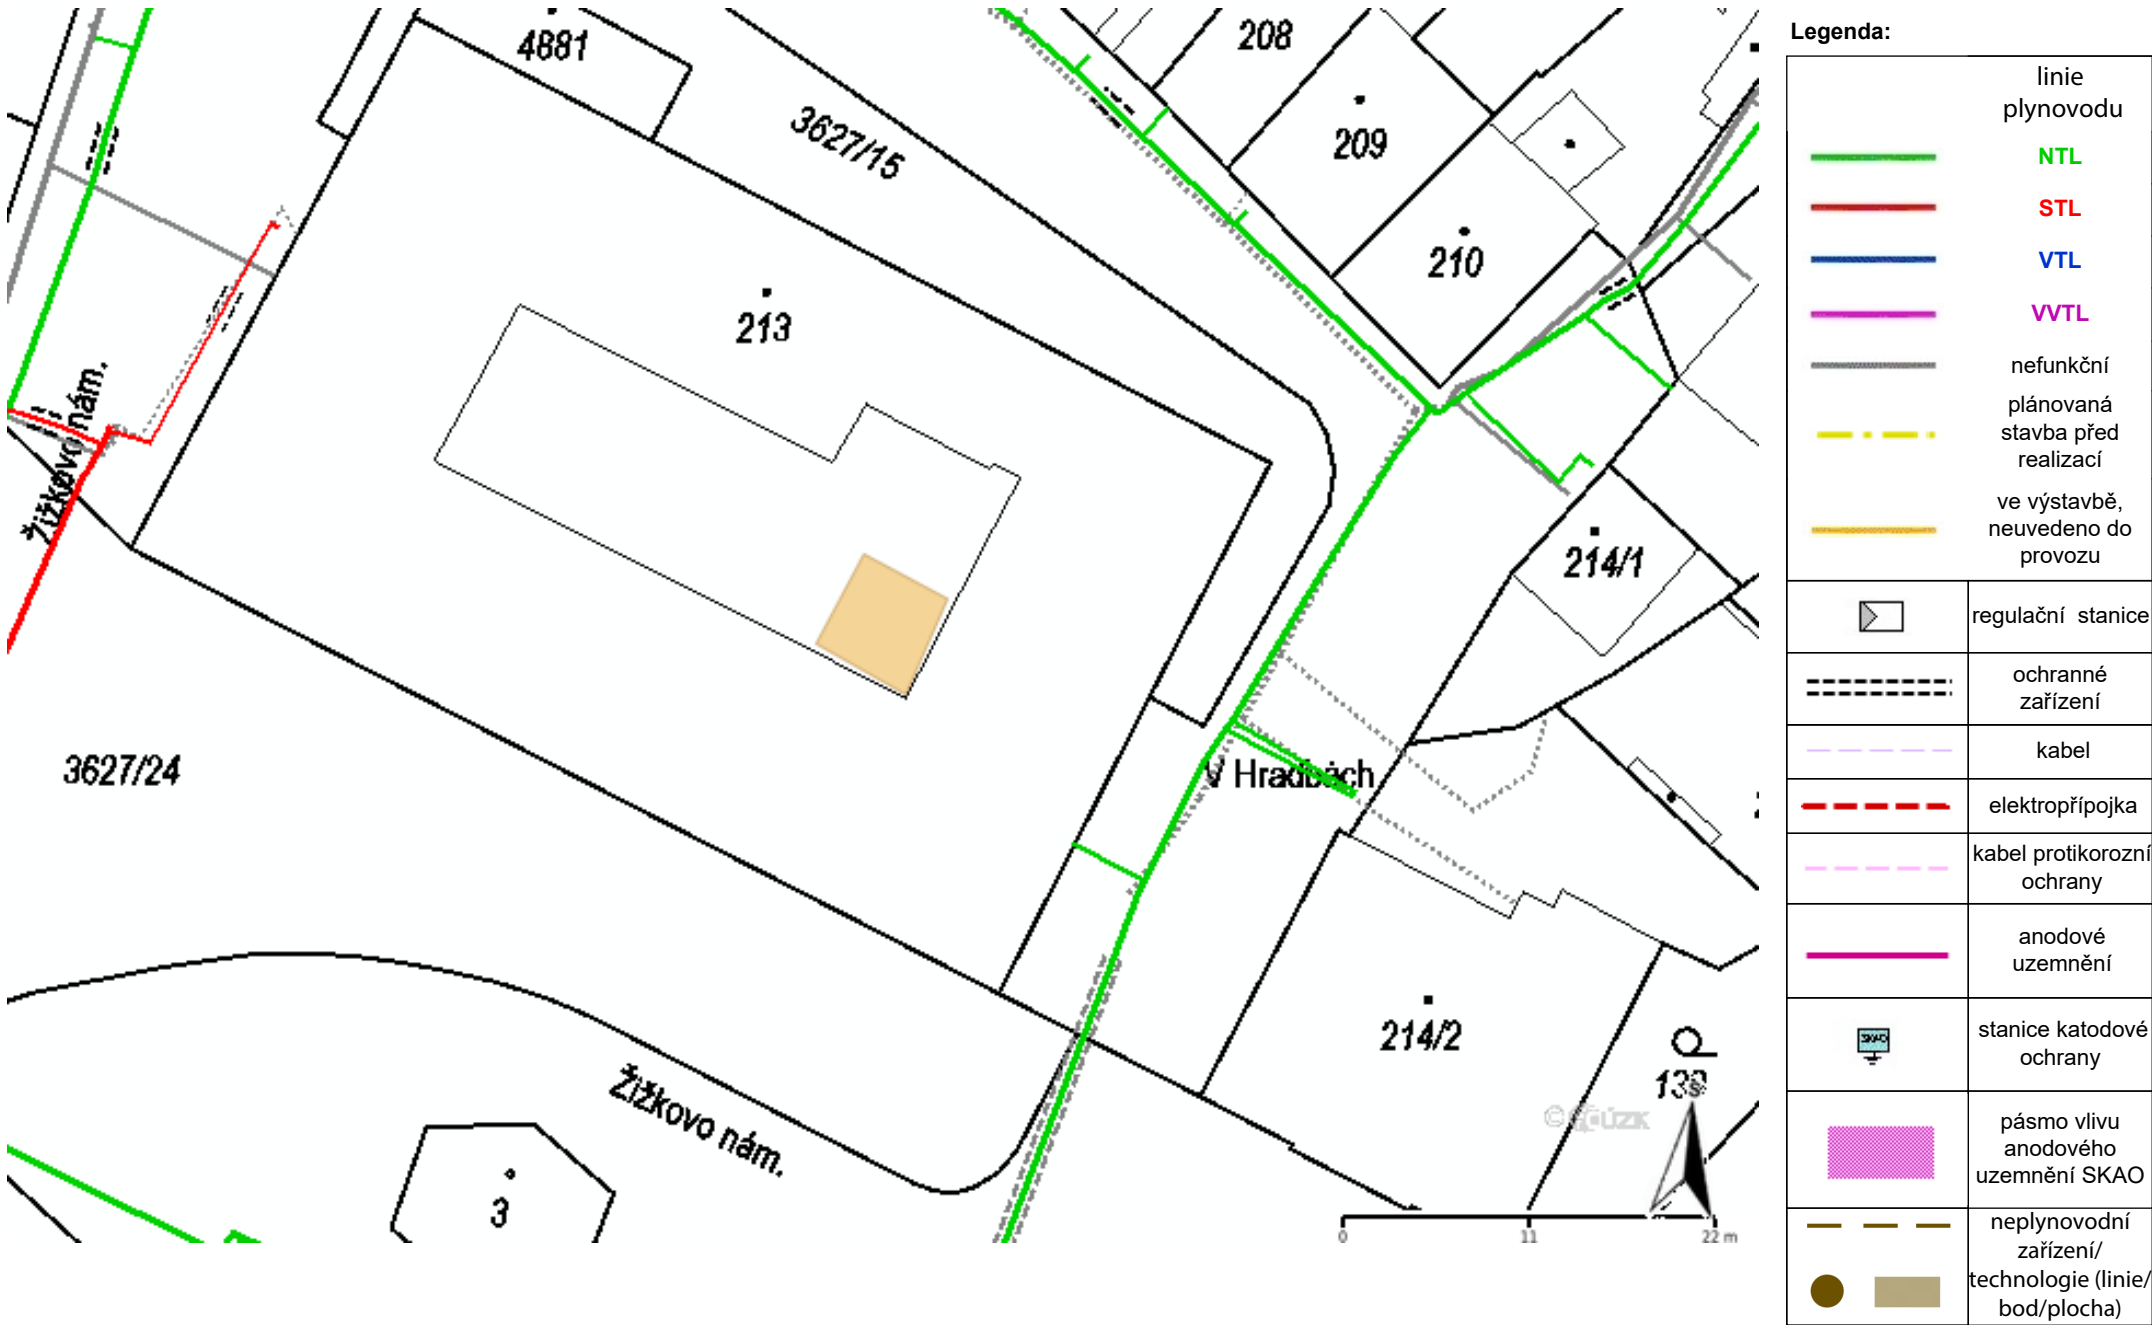 4881
208
3627/15
209
210
213
Žižkovo nám.
214/1
3627/24
V Hradbách
214/2
Žižkovo nám.
3
Š
0 11 22 m
Legenda:
linie
plynovodu
NTL
STL
VTL
VVTL
nefunkční
plánovaná
stavba před
realizací
ve výstavbě,
neuvedeno do
provozu
regulační stanice
ochranné
zařízení
kabel
elektropřípojka
kabel protikorozní
ochrany
anodové
uzemnění
SKAO
stanice katodové
ochrany
pásmo vlivu
anodového
uzemnění SKAO
neplynovodní
zařízení/
technologie (linie/
bod/plocha)